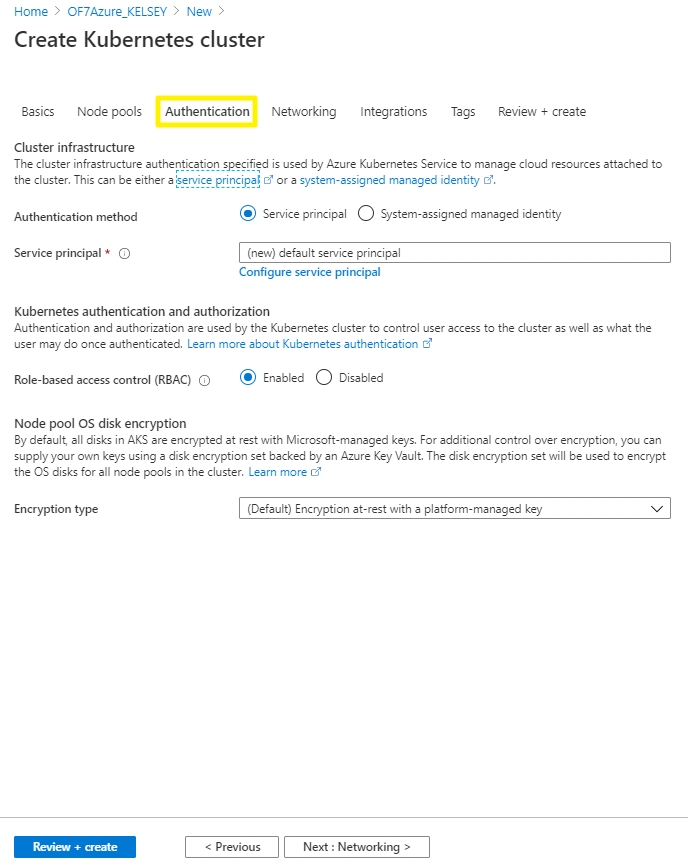 Home > OF7Azure_KELSEY > New >
Create Kubernetes cluster
Basics Node pools Authentication Networking Integrations Tags Review + create
Cluster infrastructure
The cluster infrastructure authentication specified is used by Azure Kubernetes Service to manage cloud resources attached to
the cluster. This can be either a service principal or a system-assigned managed identity.
Authentication method Service principal System-assigned managed identity
Service principal * (new) default service principal
Configure service principal
Kubernetes authentication and authorization
Authentication and authorization are used by the Kubernetes cluster to control user access to the cluster as well as what the
user may do once authenticated. Learn more about Kubernetes authentication
Role-based access control (RBAC) Enabled Disabled
Node pool OS disk encryption
By default, all disks in AKS are encrypted at rest with Microsoft-managed keys. For additional control over encryption, you can
supply your own keys using a disk encryption set backed by an Azure Key Vault. The disk encryption set will be used to encrypt
the OS disks for all node pools in the cluster. Learn more
Encryption type (Default) Encryption at-rest with a platform-managed key
Review + create < Previous Next : Networking >